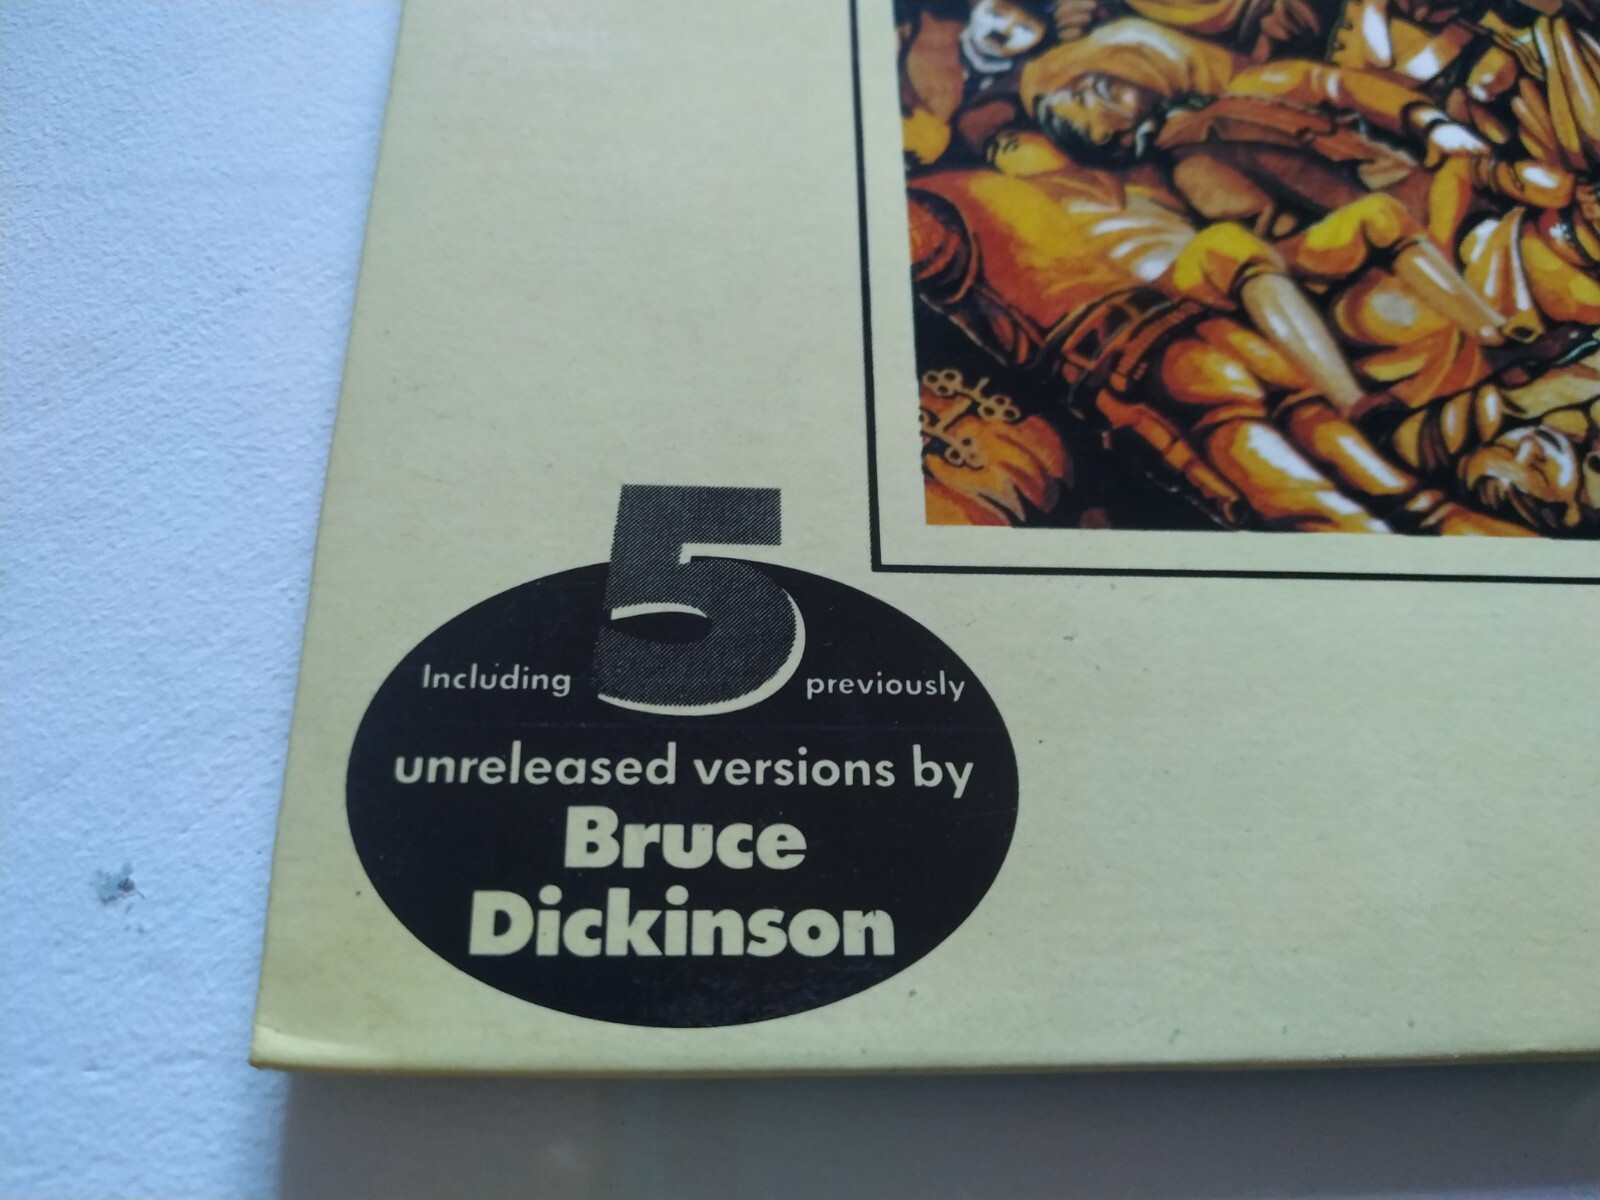 Including 5 previously
unreleased versions by
Bruce
Dickinson